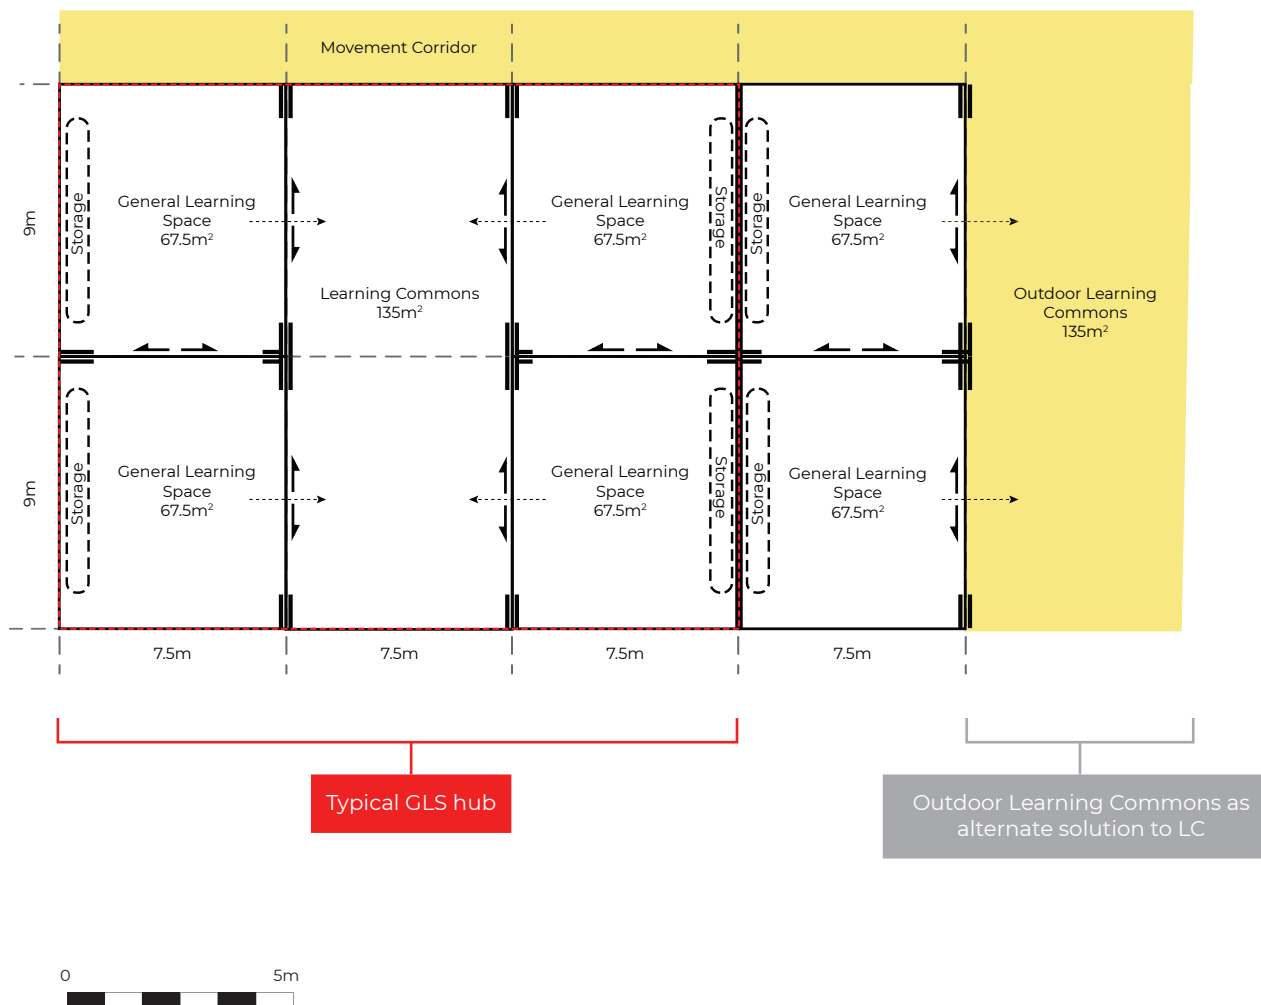 Movement Corridor
9m
Storage
General Learning
Space
67.5m²
Learning Commons
135m²
General Learning
Space
67.5m²
Storage
Storage
General Learning
Space
67.5m²
Outdoor Learning
Commons
135m²
9m
Storage
General Learning
Space
67.5m²
General Learning
Space
67.5m²
Storage
Storage
General Learning
Space
67.5m²
7.5m
7.5m
7.5m
7.5m
Typical GLS hub
Outdoor Learning Commons as
alternate solution to LC
0
5m